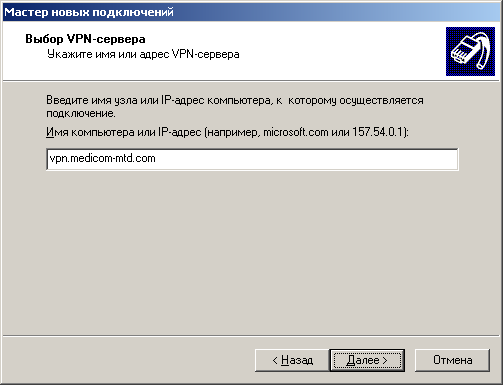 Мастер новых подключений
Выбор VPN-сервера
Укажите имя или адрес VPN-сервера
Введите имя узла или IP-адрес компьютера, к которому осуществляется
подключение.
Имя компьютера или IP-адрес (например, microsoft.com или 157.54.0.1):
vpn.medicom-mtd.com
< Назад Далее > Отмена